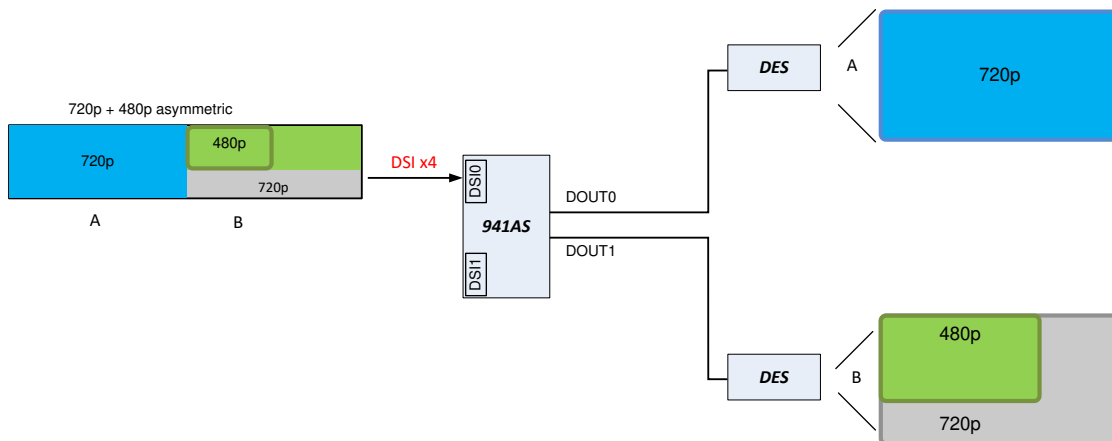 720p + 480p asymmetric
720p
480p
720p
A
B
DSI x4
DSI0
941AS
DSI1
DOUT0
DOUT1
DES
A
720p
DES
B
480p
720p